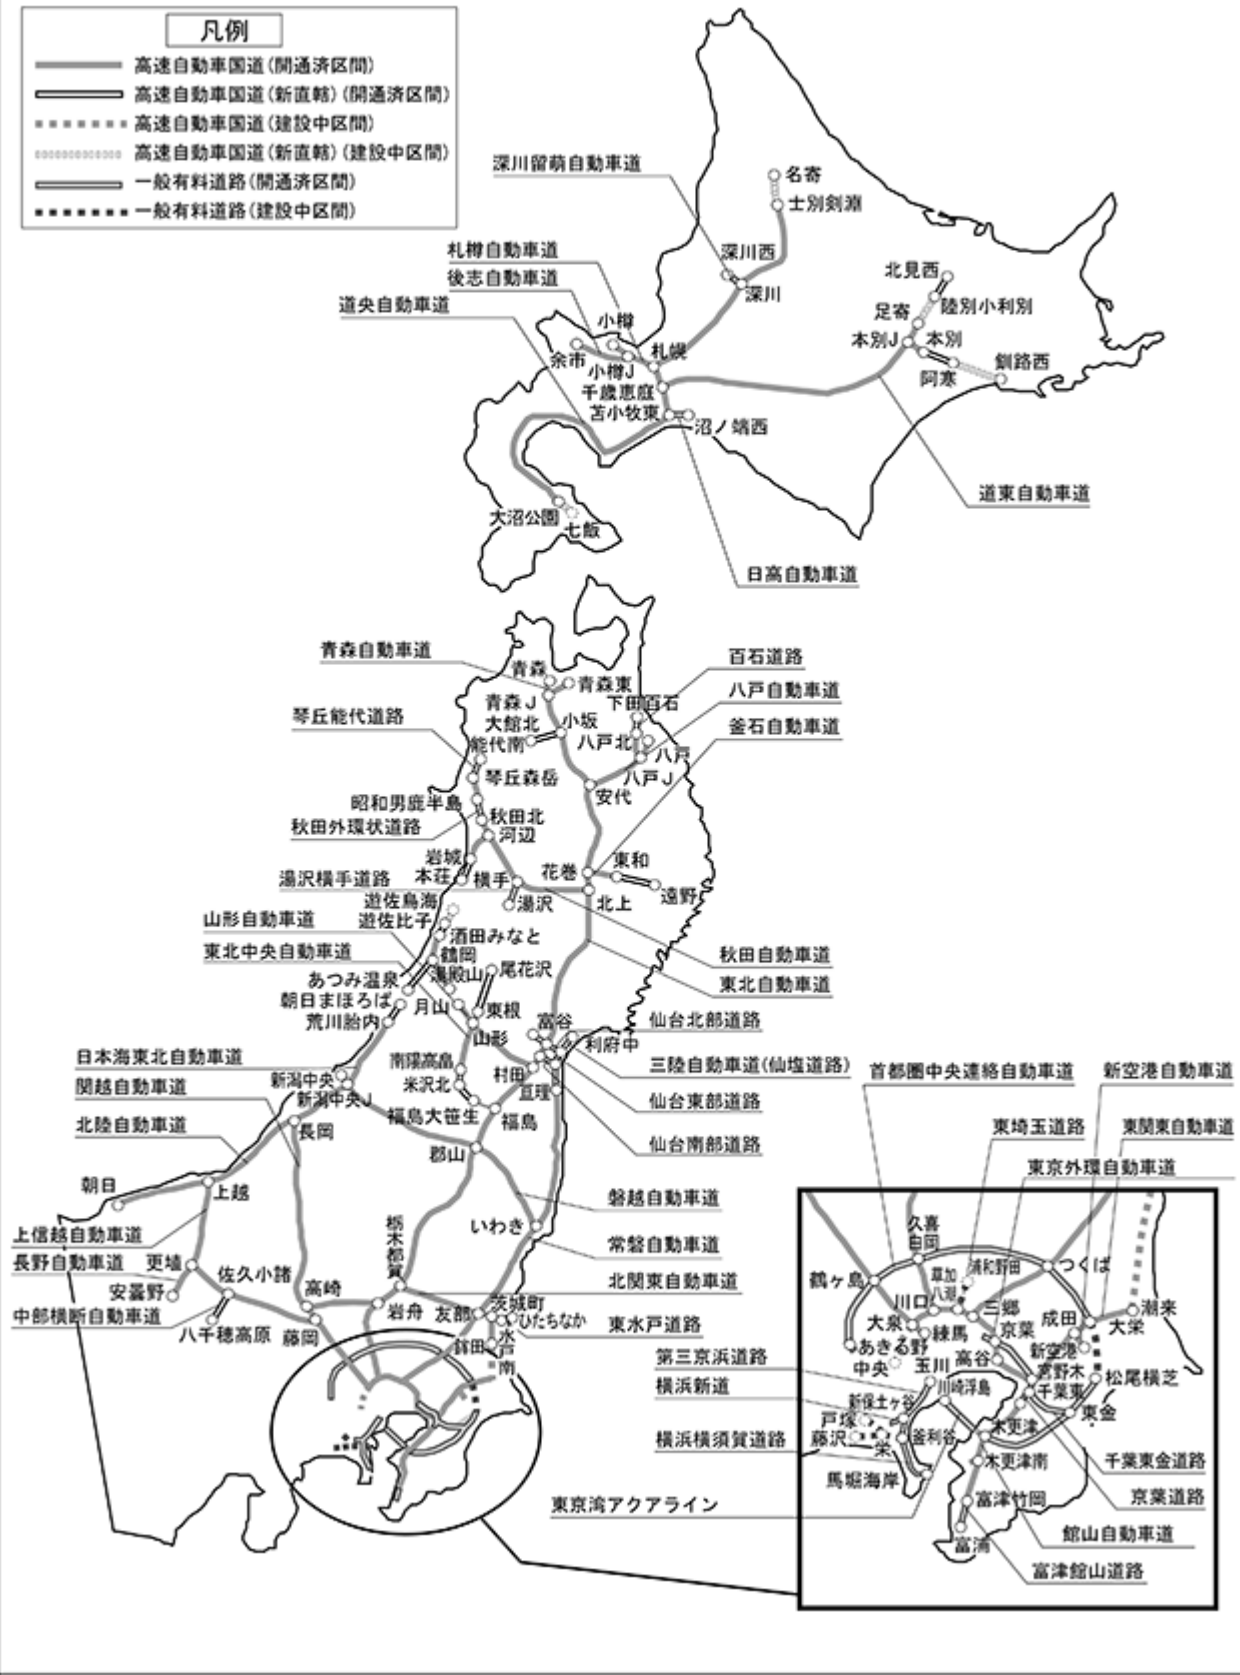 凡例
高速自動車国道(開通済区間)
高速自動車国道(新直轄)(開通済区間)
高速自動車国道(建設中区間)
高速自動車国道(新直轄)(建設中区間)
一般有料道路(開通済区間)
一般有料道路(建設中区間)
深川留萌自動車道
名寄
士別剣淵
札樽自動車道
後志自動車道
道央自動車道
深川西
深川
北見西
陸別小利別
足寄
本別J
本別
阿寒
釧路西
小樽
余市
小樽J
札幌
千歳恵庭
苫小牧東
沼ノ端西
大沼公園
七飯
道東自動車道
日高自動車道
青森自動車道
青森
青森東
青森J
百石道路
八戸自動車道
釜石自動車道
下田百石
大館北
小坂
琴丘能代道路
能代南
八戸北
八戸
八戸J
琴丘森岳
安代
昭和男鹿半島
秋田北
秋田外環状道路
河辺
岩城
本荘
花巻
東和
遠野
湯沢横手道路
横手
湯沢
北上
遊佐鳥海
遊佐比子
山形自動車道
酒田みなと
東北中央自動車道
鶴岡
湯殿山
尾花沢
秋田自動車道
東北自動車道
あつみ温泉
朝日まほろば
荒川胎内
月山
東根
山形
富谷
利府中
仙台北部道路
三陸自動車道(仙塩道路)
仙台東部道路
仙台南部道路
日本海東北自動車道
関越自動車道
北陸自動車道
新潟中央
新潟中央J
南陽高畠
米沢北
村田
亘理
福島大笹生
福島
長岡
郡山
朝日
上越
磐越自動車道
いわき
常磐自動車道
上信越自動車道
長野自動車道
更埴
安曇野
中部横断自動車道
佐久小諸
高崎
栃木都賀
北関東自動車道
岩舟
友部
茨城町
ひたちなか
東水戸道路
水戸南
鉾田
八千穂高原
藤岡
首都圏中央連絡自動車道
新空港自動車道
東埼玉道路
東関東自動車道
東京外環自動車道
久喜白岡
鶴ヶ島
草加八潮
浦和野田
つくば
川口
三郷
成田
潮来
大栄
大泉
練馬
京葉
あきる野
中央
玉川
高谷
新空港
宮野木
千葉東
松尾横芝
東金
第三京浜道路
横浜新道
横浜横須賀道路
東京湾アクアライン
川崎浮島
新保土ヶ谷
戸塚
藤沢
栄
釜利谷
馬堀海岸
木更津
木更津南
富津竹岡
富浦
千葉東金道路
京葉道路
館山自動車道
富津館山道路